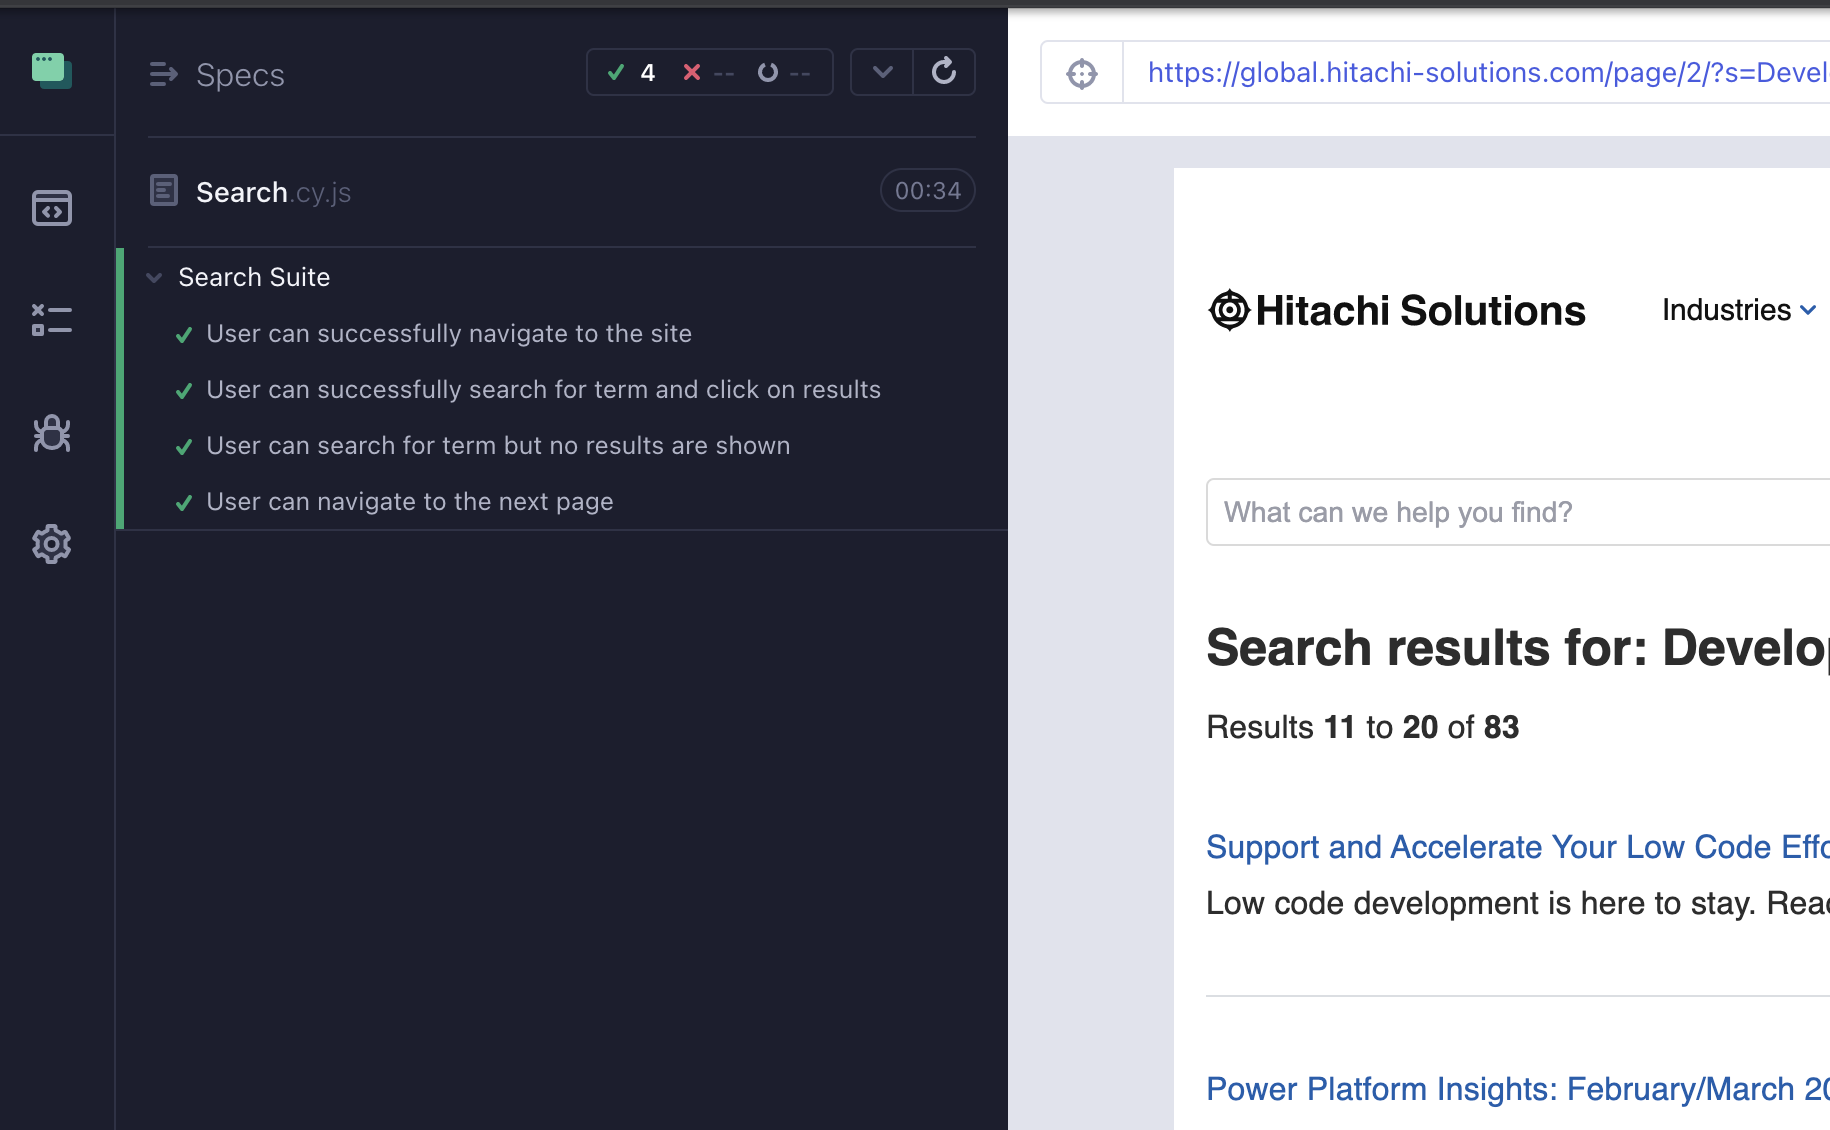 Specs
4 -- --
Search.cy.js
00:34
Search Suite
User can successfully navigate to the site
User can successfully search for term and click on results
User can search for term but no results are shown
User can navigate to the next page
https://global.hitachi-solutions.com/page/2/?s=Devel
Hitachi Solutions
Industries
What can we help you find?
Search results for: Develop
Results 11 to 20 of 83
Support and Accelerate Your Low Code Effo
Low code development is here to stay. Read
Power Platform Insights: February/March 20